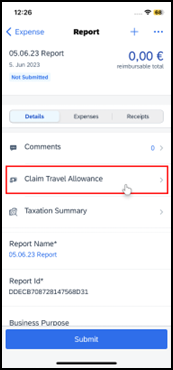 12:26
Expense
Report
05.06.23 Report
0,00 €
5. Jun 2023
reimbursable total
Not Submitted
Details
Expenses
Receipts
Comments
0
Claim Travel Allowance
Taxation Summary
Report Name*
05.06.23 Report
Report Id*
DDECB708728147568D31
Business Purpose
Submit